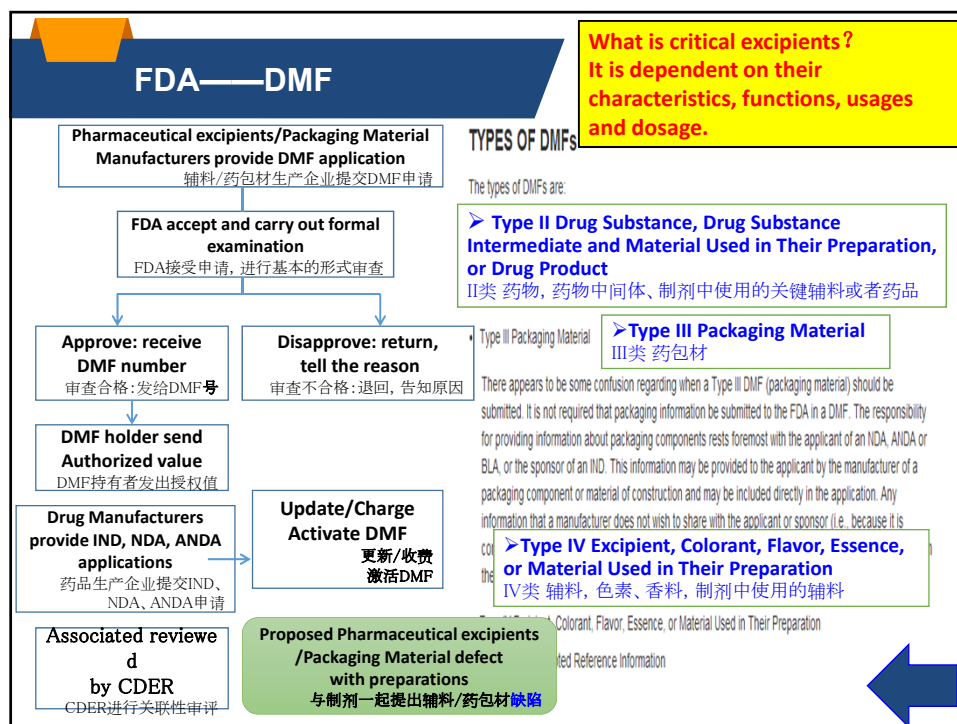 FDA——DMF
What is critical excipients？
It is dependent on their
characteristics, functions, usages
and dosage.
Pharmaceutical excipients/Packaging Material
Manufacturers provide DMF application
辅料/药包材生产企业提交DMF申请
FDA accept and carry out formal
examination
FDA接受申请，进行基本的形式审查
Approve: receive
DMF number
审查合格：发给DMF号
Disapprove: return,
tell the reason
审查不合格：退回，告知原因
DMF holder send
Authorized value
DMF持有者发出授权值
Drug Manufacturers
provide IND, NDA, ANDA
applications
药品生产企业提交IND、
NDA、ANDA申请
Update/Charge
Activate DMF
更新/收费
激活DMF
Associated reviewe
d
by CDER
CDER进行关联性审评
Proposed Pharmaceutical excipients
/Packaging Material defect
with preparations
与制剂一起提出辅料/药包材缺陷
TYPES OF DMFs
The types of DMFs are:
➢ Type II Drug Substance, Drug Substance
Intermediate and Material Used in Their Preparation,
or Drug Product
II类 药物，药物中间体、制剂中使用的关键辅料或者药品
• Type III Packaging Material
➢Type III Packaging Material
III类 药包材
There appears to be some confusion regarding when a Type III DMF (packaging material) should be
submitted. It is not required that packaging information be submitted to the FDA in a DMF. The responsibility
for providing information about packaging components rests foremost with the applicant of an NDA, ANDA or
BLA, or the sponsor of an IND. This information may be provided to the applicant by the manufacturer of a
packaging component or material of construction and may be included directly in the application. Any
information that a manufacturer does not wish to share with the applicant or sponsor (i.e., because it is
➢Type IV Excipient, Colorant, Flavor, Essence,
or Material Used in Their Preparation
IV类 辅料，色素、香料，制剂中使用的辅料
Colorant, Flavor, Essence, or Material Used in Their Preparation
Reference Information